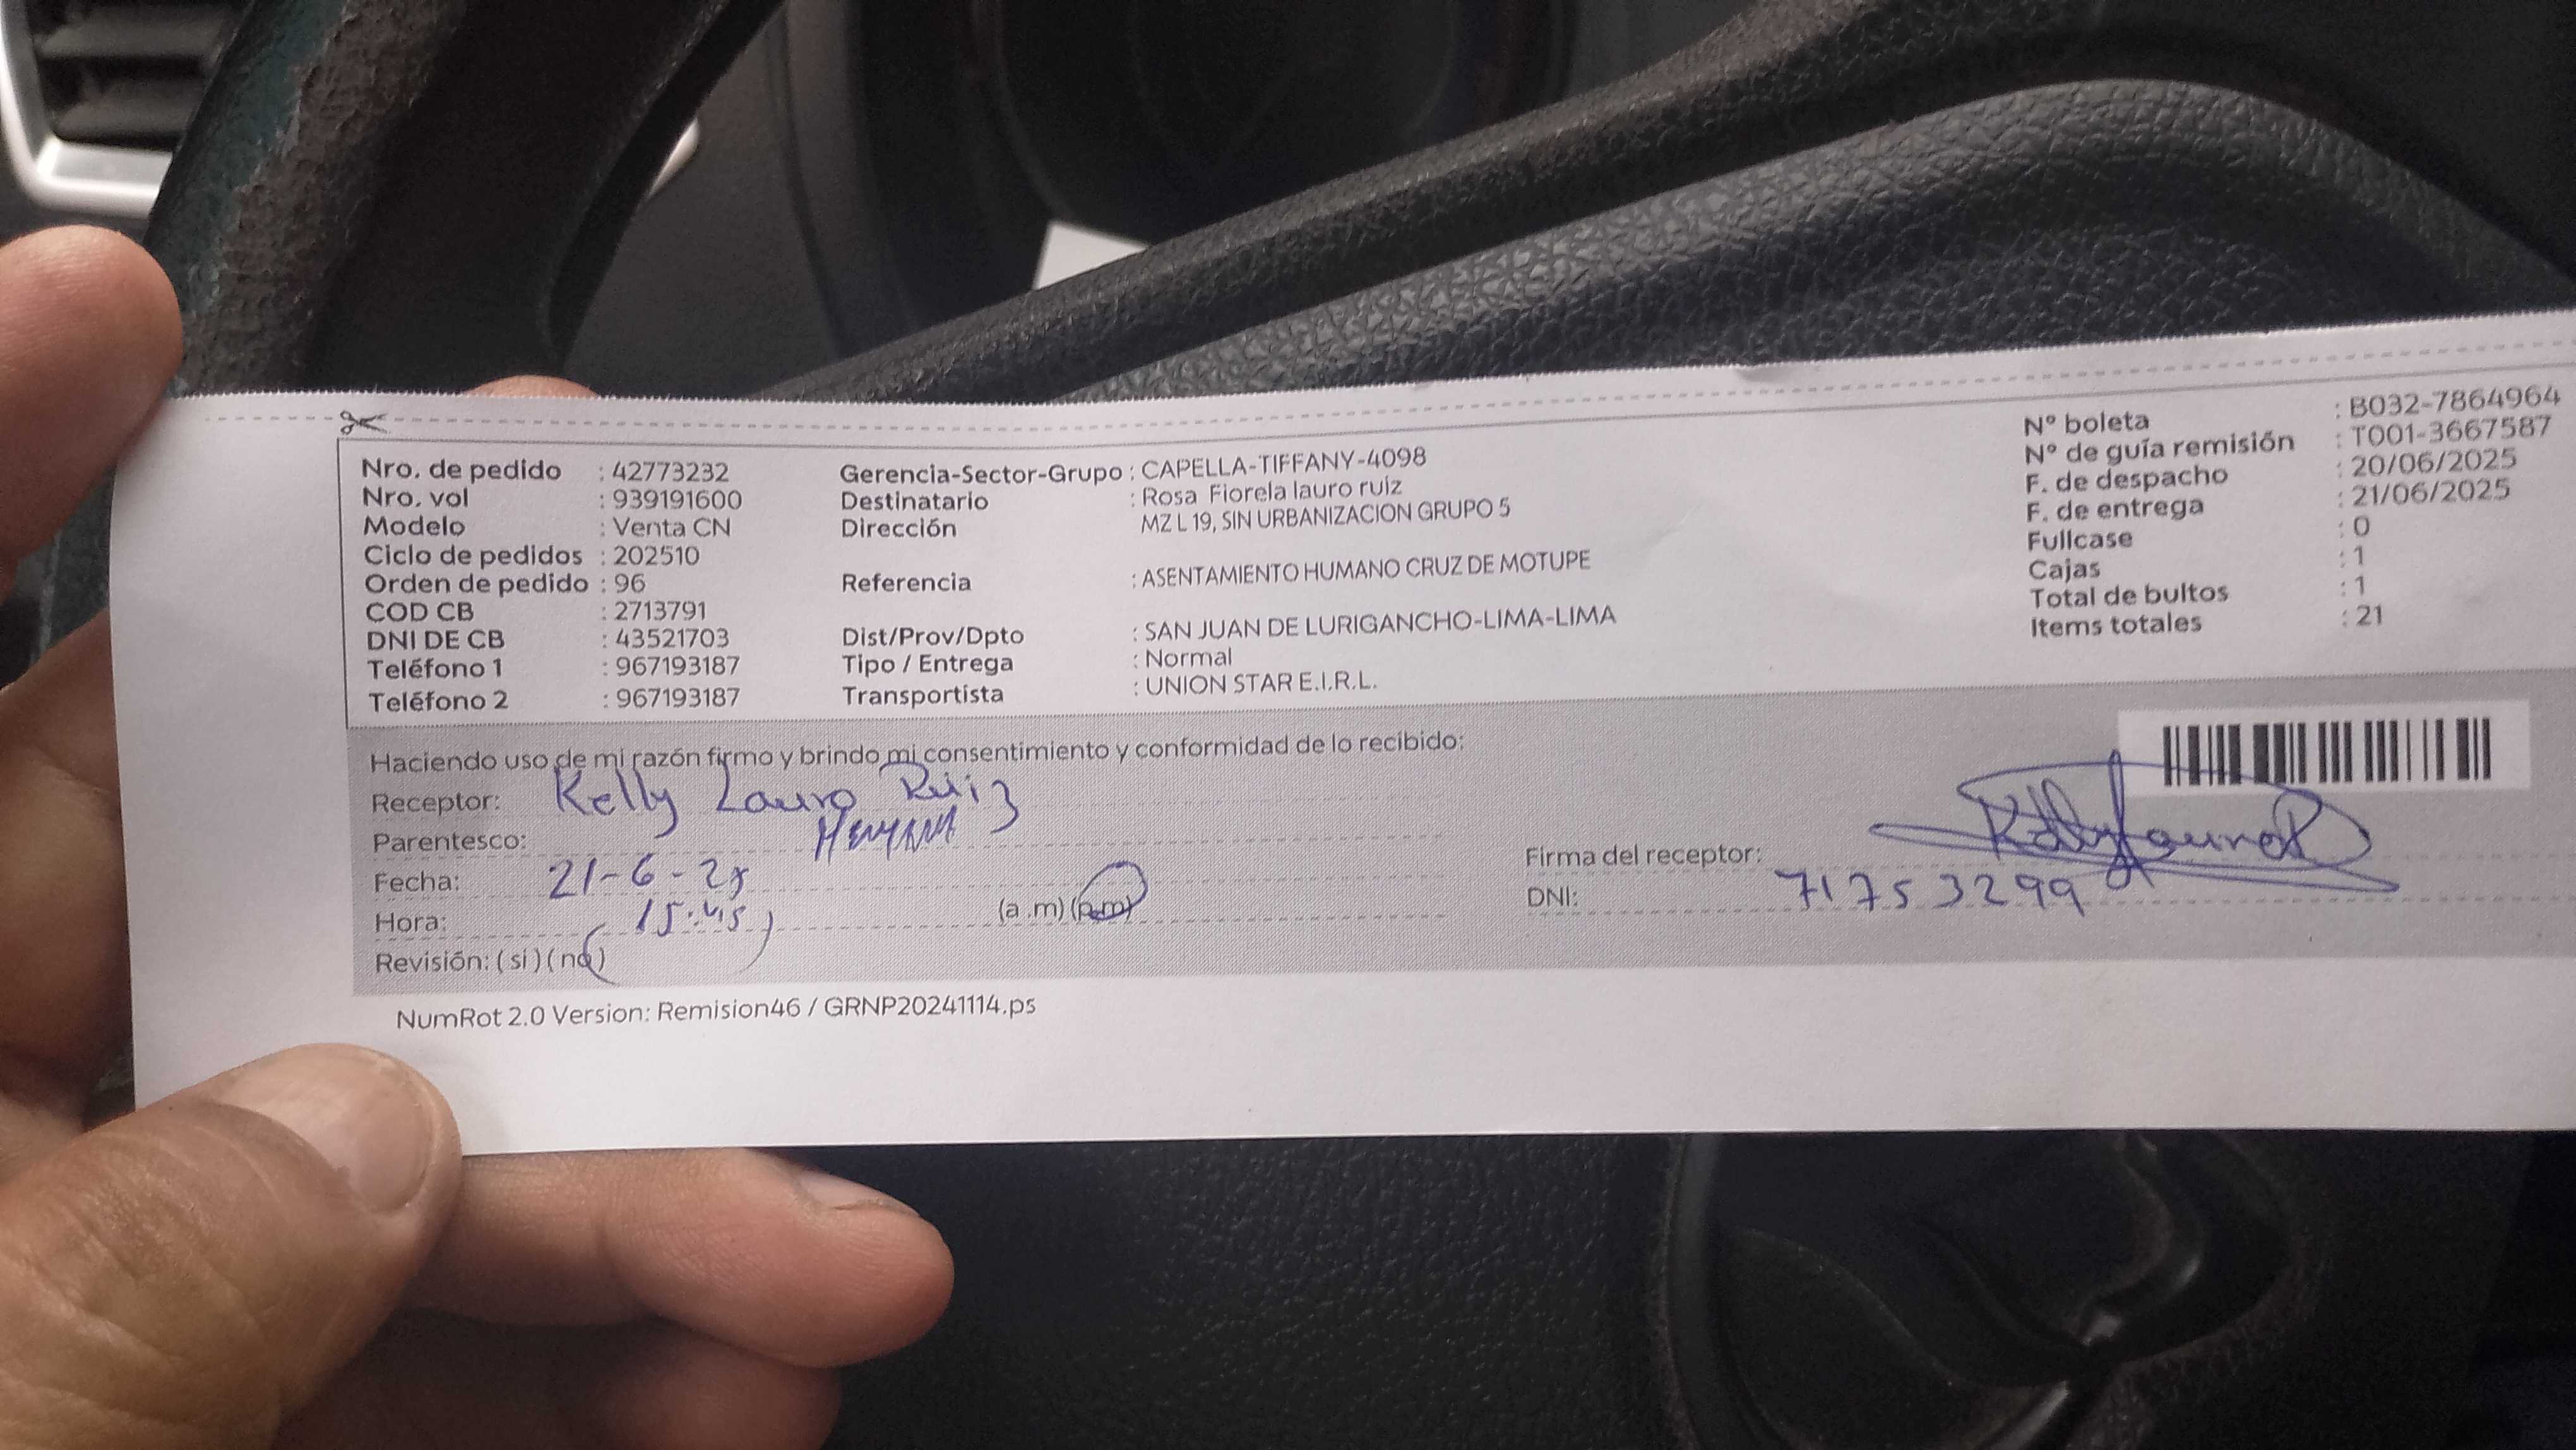 Nro. de pedido : 42773232
Nro. vol : 939191600
Modelo : Venta CN
Ciclo de pedidos : 202510
Orden de pedido : 96
COD CB : 2713791
DNI DE CB : 43521703
Teléfono 1 : 967193187
Teléfono 2 : 967193187
Gerencia-Sector-Grupo : CAPELLA-TIFFANY-4098
Destinatario : Rosa Fiorela lauro ruiz
Dirección MZ L 19, SIN URBANIZACION GRUPO 5
Referencia : ASENTAMIENTO HUMANO CRUZ DE MOTUPE
Dist/Prov/Dpto : SAN JUAN DE LURIGANCHO-LIMA-LIMA
Tipo / Entrega : Normal
Transportista : UNION STAR E.I.R.L.
N° boleta : B032-7864964
N° de guía remisión : T001-3667587
F. de despacho : 20/06/2025
F. de entrega : 21/06/2025
Fullcase : 0
Cajas : 1
Total de bultos : 1
Items totales : 21
Haciendo uso de mi razón firmo y brindo mi consentimiento y conformidad de lo recibido:
Receptor: Kelly Lauro Ruiz
Parentesco:
Fecha: 21-6-25
Hora: 15:45 (a .m) (p.m)
Revisión: ( si ) ( no )
Firma del receptor:
DNI: 71753299
NumRot 2.0 Version: Remision46 / GRNP20241114.ps